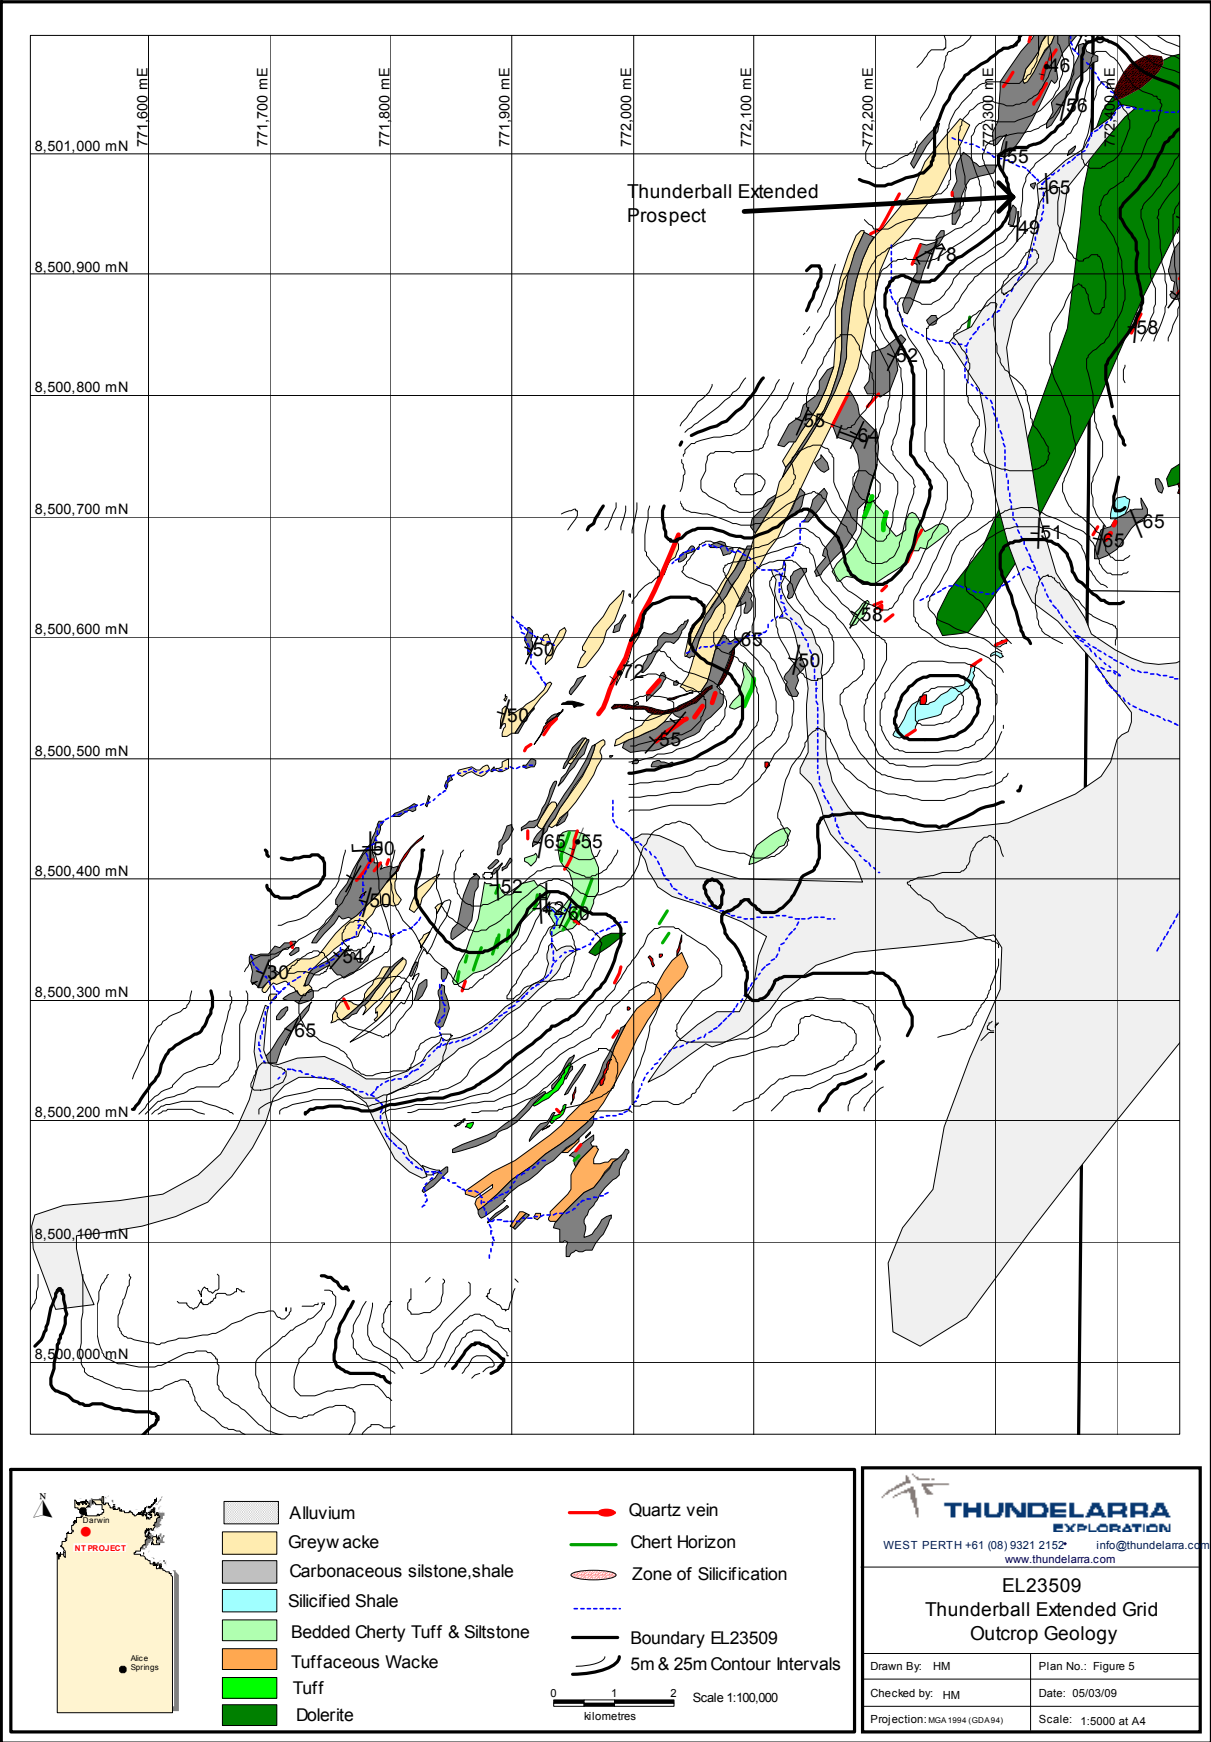 771,600 mE
771,700 mE
771,800 mE
771,900 mE
772,000 mE
772,100 mE
772,200 mE
772,300 mE
772,400 mE
46
56
8,501,000 mN
55
Thunderball Extended
Prospect
65
49
78
8,500,900 mN
58
52
8,500,800 mN
55
64
8,500,700 mN
65
51
65
58
8,500,600 mN
65
50
50
72
50
55
8,500,500 mN
65
55
50
8,500,400 mN
52
50
42
60
54
30
8,500,300 mN
65
8,500,200 mN
8,500,100 mN
8,500,000 mN
N
Darwin
NT PROJECT
Alice
Springs
Alluvium
Greywacke
Carbonaceous silstone,shale
Silicified Shale
Bedded Cherty Tuff & Siltstone
Tuffaceous Wacke
Tuff
Dolerite
Quartz vein
Chert Horizon
Zone of Silicification
Boundary EL23509
5m & 25m Contour Intervals
0 1 2
kilometres
Scale 1:100,000
THUNDELARRA
EXPLORATION
WEST PERTH +61 (08) 9321 2152• info@thundelarra.com
www.thundelarra.com
EL23509
Thunderball Extended Grid
Outcrop Geology
Drawn By: HM
Plan No.: Figure 5
Checked by: HM
Date: 05/03/09
Projection: MGA 1994 (GDA94)
Scale: 1:5000 at A4